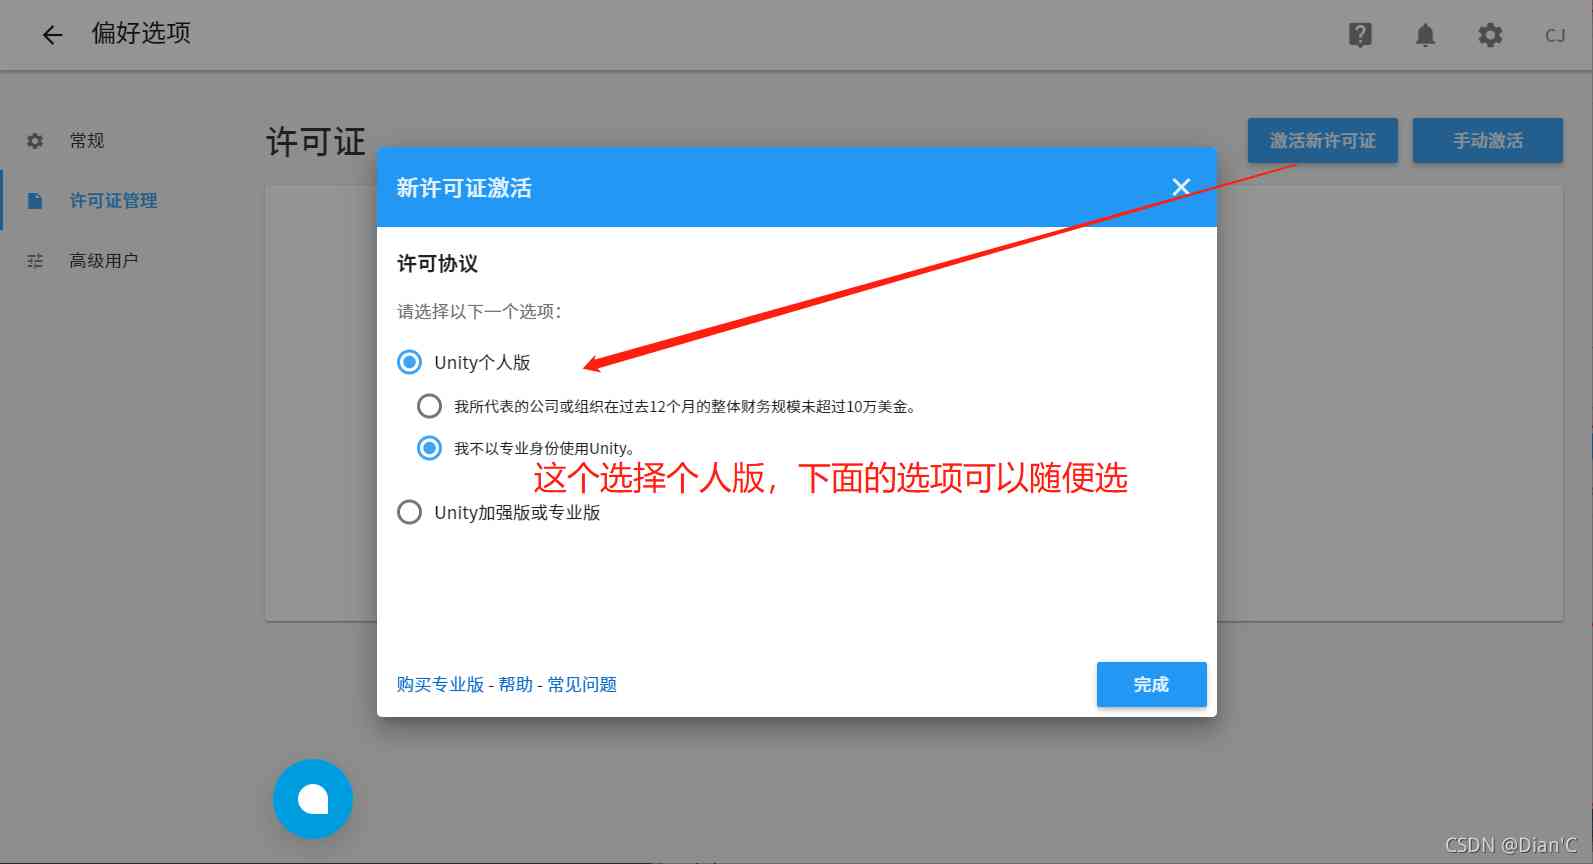 偏好选项
CJ
常规
许可证管理
高级用户
许可证
激活新许可证
手动激活
新许可证激活
许可协议
请选择以下一个选项：
Unity个人版
我所代表的公司或组织在过去12个月的整体财务规模未超过10万美金。
我不以专业身份使用Unity。
这个选择个人版，下面的选项可以随便选
Unity加强版或专业版
购买专业版 - 帮助 - 常见问题
完成
CSDN @Dian'C